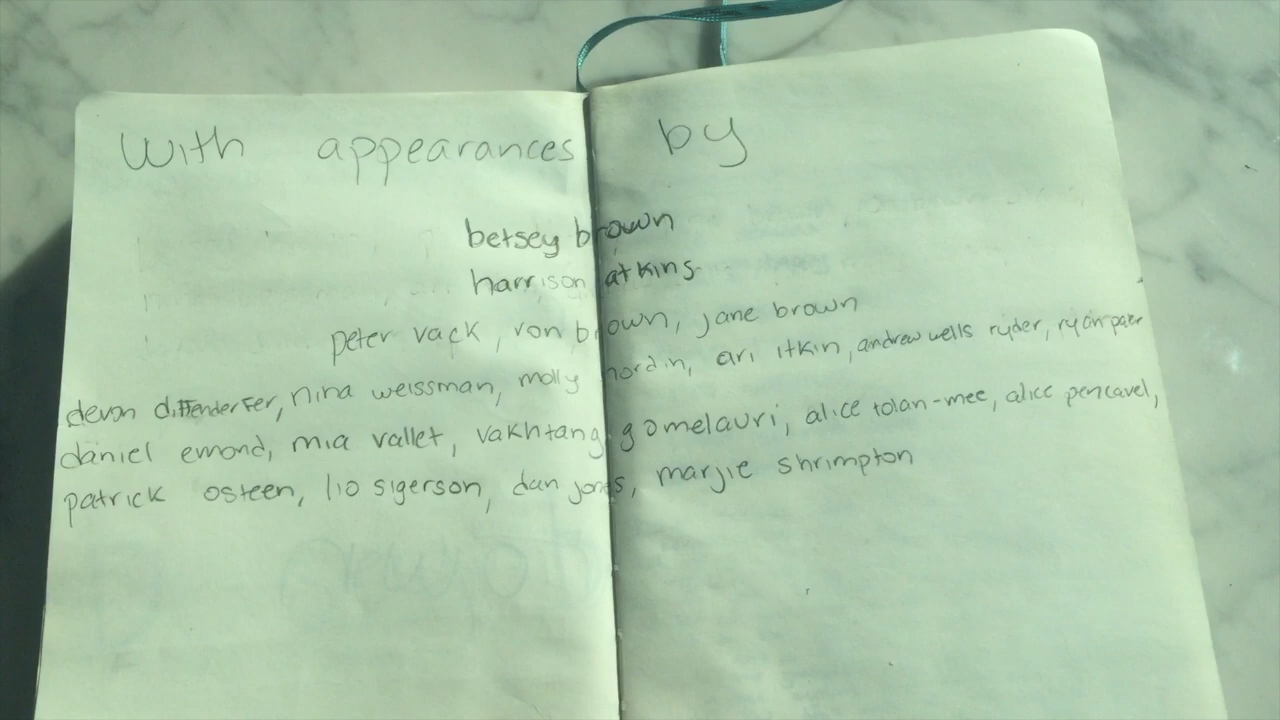 with appearances by
betsey brown
harrison atkins
peter vack, ron brown, jane brown
devon diffenderfer, nina weissman, molly nordin, ari itkin, andrew wells ryder, ryan
daniel emond, mia vallet, vakhtang gomelauri, alice tolan-mee, alice pencavel,
patrick osteen, lio sigerson, dan jones, marjie shrimpton